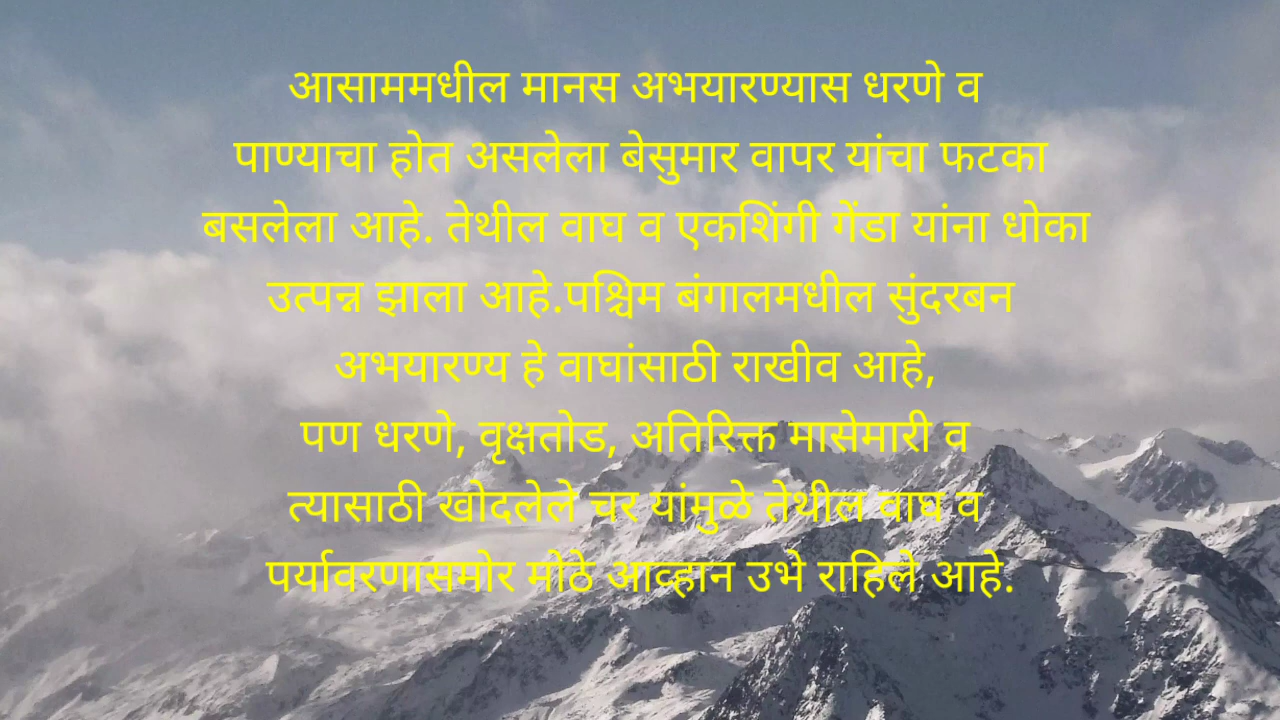 आसाममधील मानस अभयारण्यास धरणे व
पाण्याचा होत असलेला बेसुमार वापर यांचा फटका
बसलेला आहे. तेथील वाघ व एकशिंगी गेंडा यांना धोका
उत्पन्न झाला आहे.पश्चिम बंगालमधील सुंदरबन
अभयारण्य हे वाघांसाठी राखीव आहे,
पण धरणे, वृक्षतोड, अतिरिक्त मासेमारी व
त्यासाठी खोदलेले चर यांमुळे तेथील वाघ व
पर्यावरणासमोर मोठे आव्हान उभे राहिले आहे.